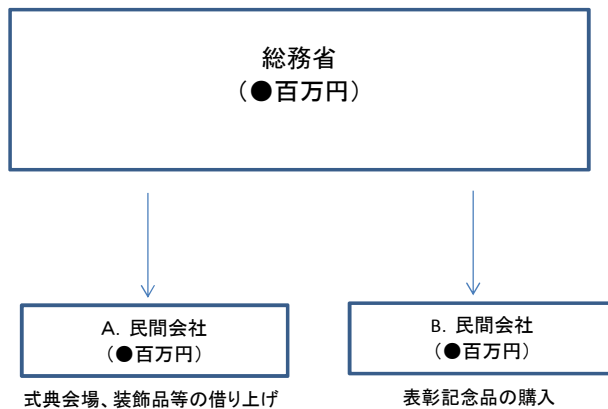 総務省
（●百万円）
A. 民間会社
（●百万円）
式典会場、装飾品等の借り上げ
B. 民間会社
（●百万円）
表彰記念品の購入